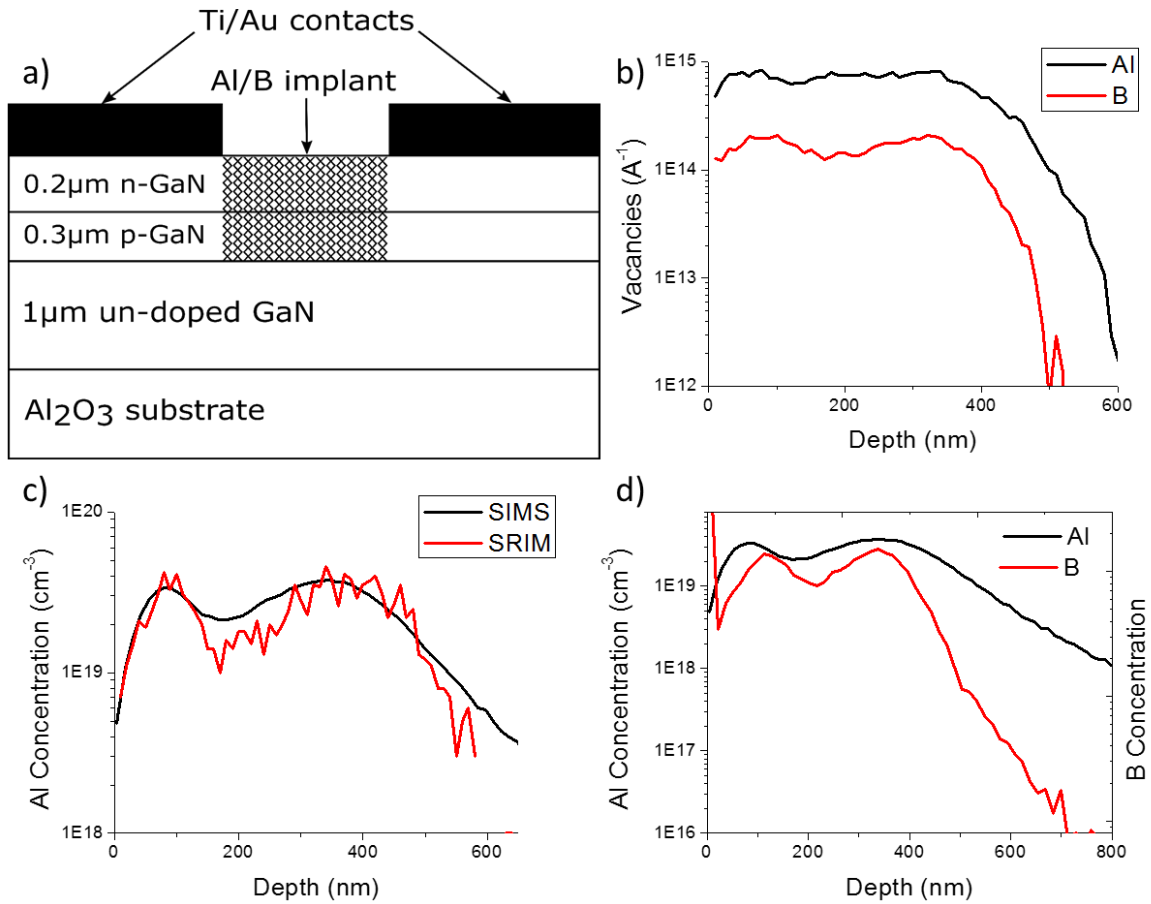 Ti/Au contacts
a)
Al/B implant
0.2μm n-GaN
0.3μm p-GaN
1μm un-doped GaN
Al₂O₃ substrate
b)
Al
B
1E15
1E14
1E13
1E12
Vacancies (A⁻¹)
0 200 400 600
Depth (nm)
c)
SIMS
SRIM
1E20
1E19
1E18
Al Concentration (cm⁻³)
0 200 400 600
Depth (nm)
d)
Al
B
1E19
1E18
1E17
1E16
Al Concentration (cm⁻³)
B Concentration
0 200 400 600 800
Depth (nm)